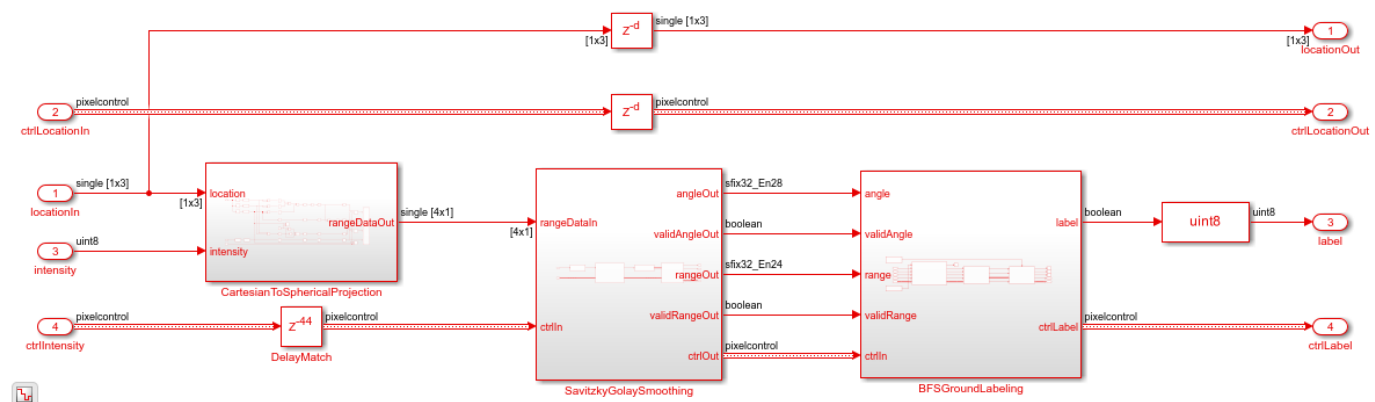 z-d
single [1x3]
[1x3]
[1x3]
1
locationOut
pixelcontrol
2
ctrlLocationIn
z-d
pixelcontrol
2
ctrlLocationOut
single [1x3]
1
locationIn
[1x3]
location
rangeDataOut
intensity
CartesianToSphericalProjection
uint8
3
intensity
pixelcontrol
4
ctrlIntensity
z-44
DelayMatch
pixelcontrol
single [4x1]
[4x1]
rangeDataIn
ctrlIn
angleOut
validAngleOut
rangeOut
validRangeOut
ctrlOut
SavitzkyGolaySmoothing
sfix32_En28
boolean
sfix32_En24
boolean
pixelcontrol
angle
validAngle
range
validRange
ctrlIn
label
ctrlLabel
BFSGroundLabeling
boolean
uint8
uint8
3
label
pixelcontrol
4
ctrlLabel